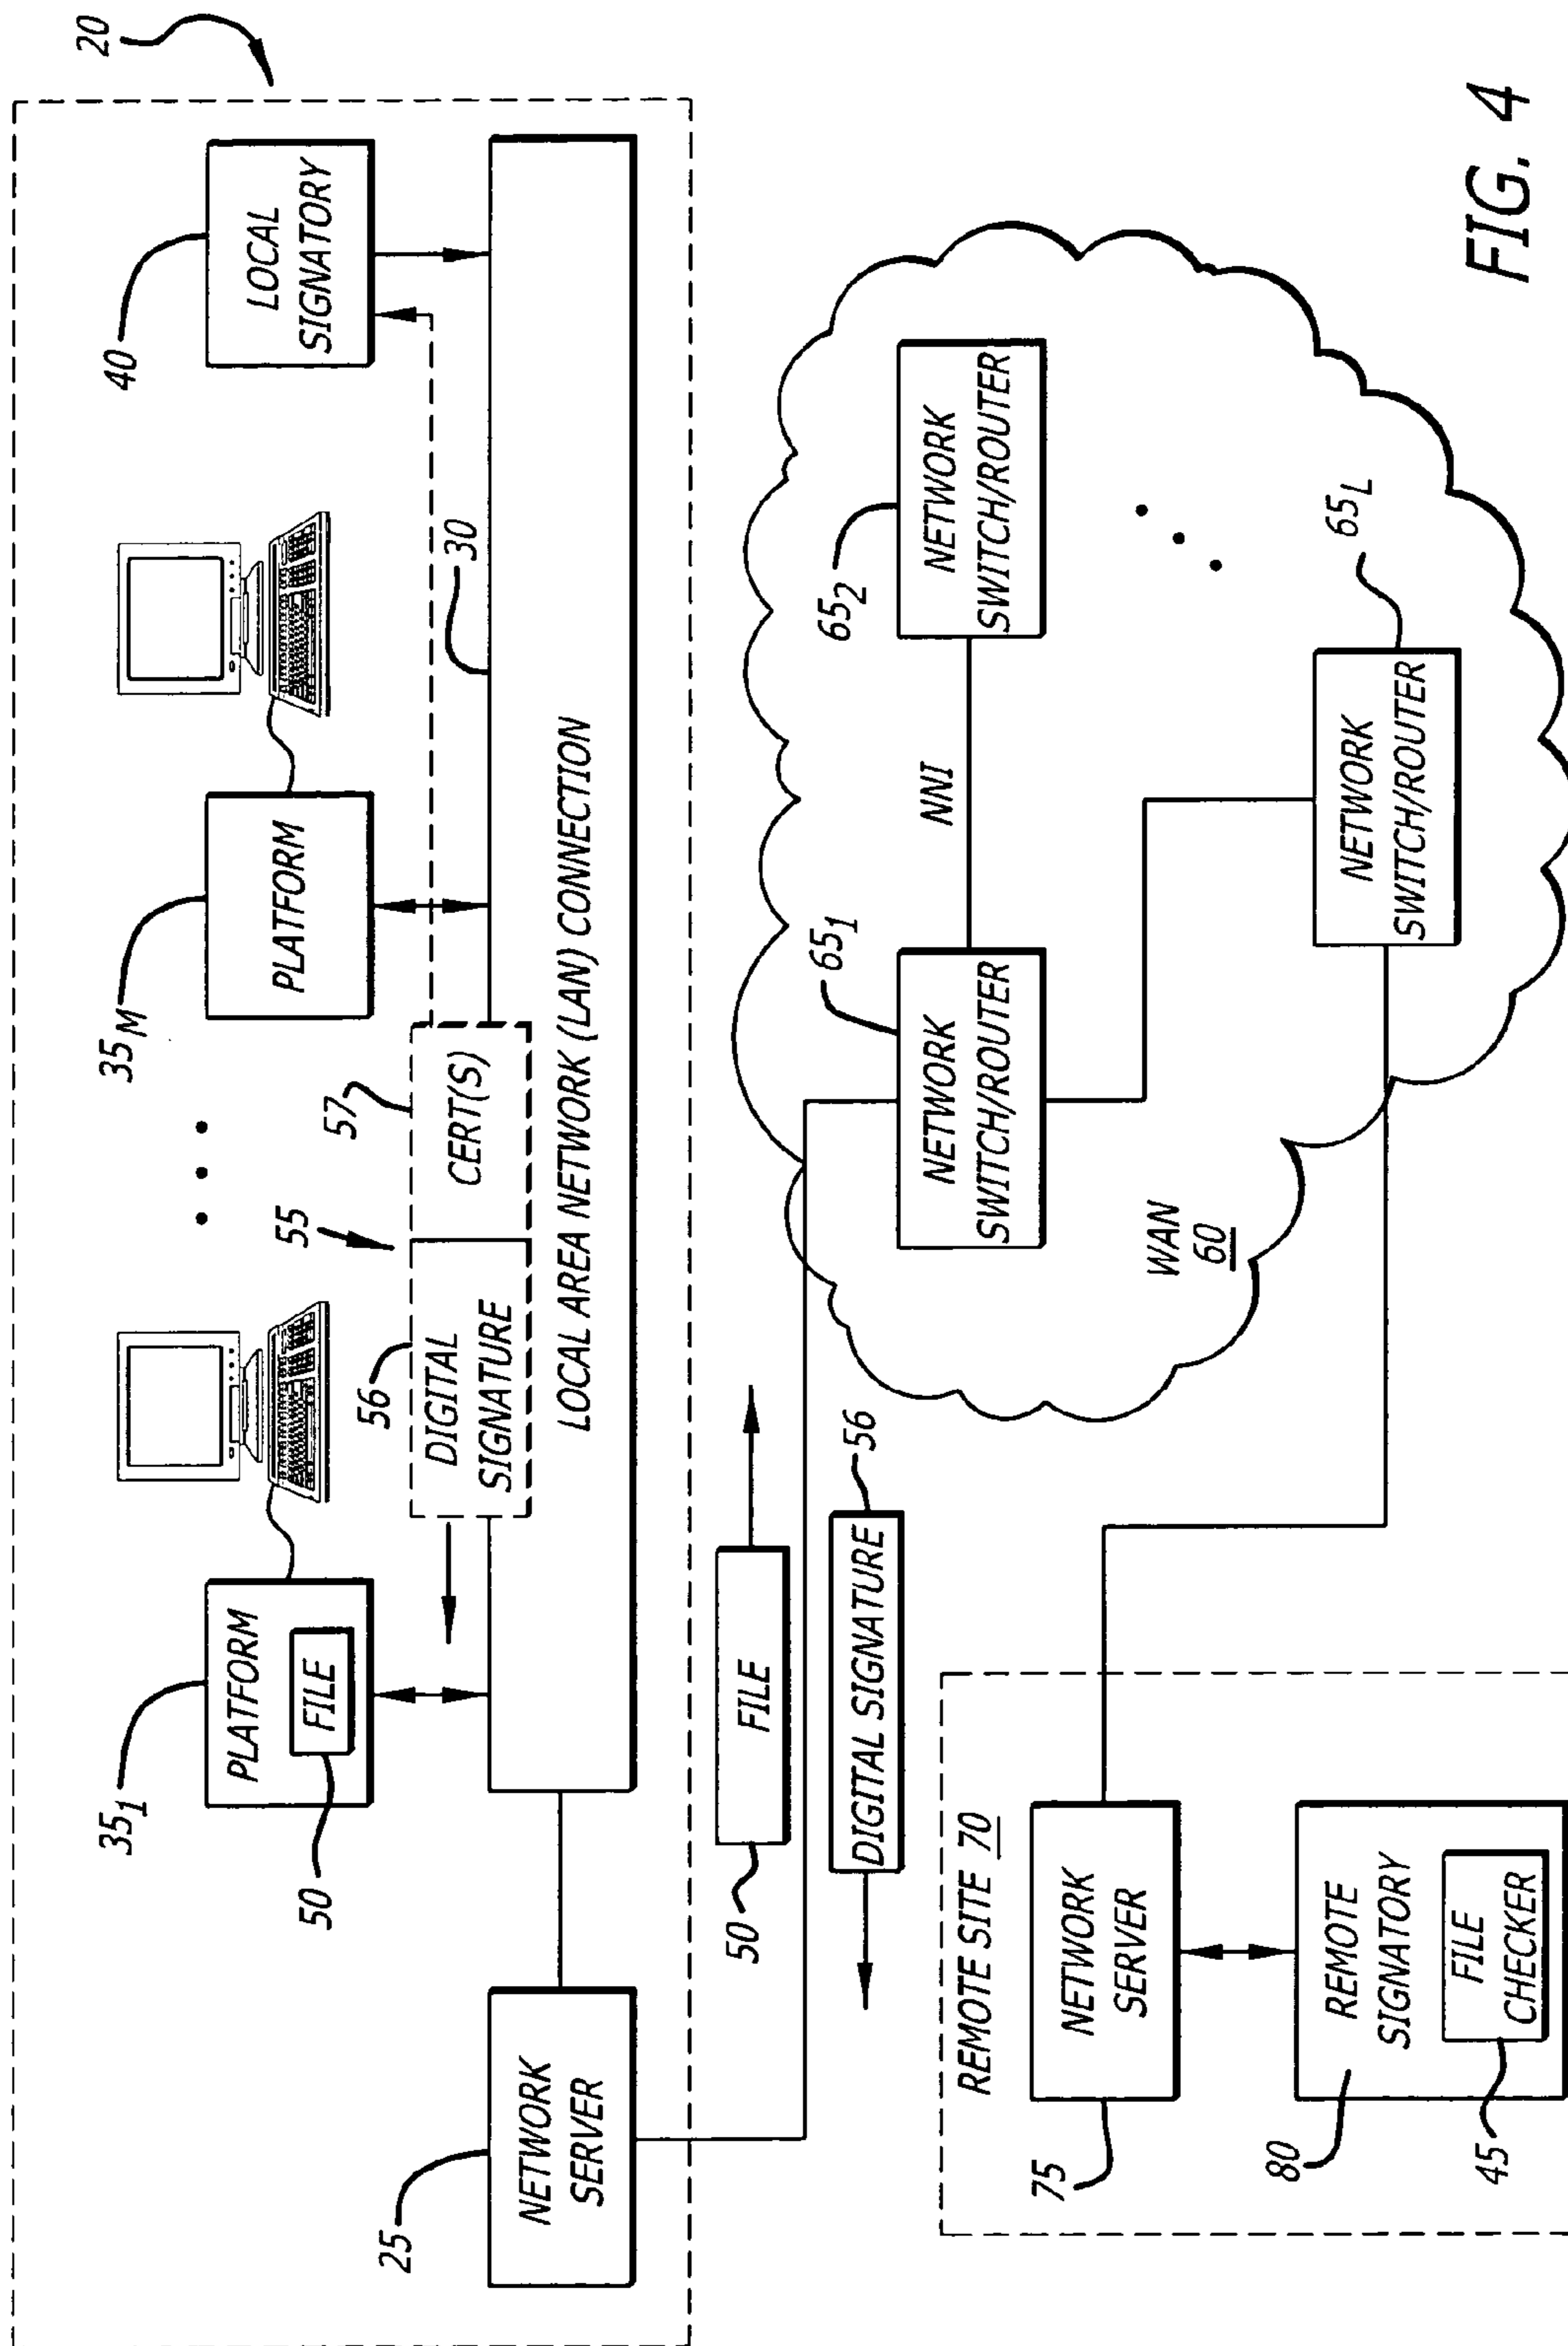 20
40
LOCAL
SIGNATORY
35M
PLATFORM
35₁
PLATFORM
FILE
50
30
57
CERT(S)
55
56
DIGITAL
SIGNATURE
LOCAL AREA NETWORK (LAN) CONNECTION
25
NETWORK
SERVER
50
FILE
DIGITAL SIGNATURE
56
65₁
NETWORK
SWITCH/ROUTER
NNI
65₂
NETWORK
SWITCH/ROUTER
65L
NETWORK
SWITCH/ROUTER
WAN
60
REMOTE SITE 70
75
NETWORK
SERVER
80
REMOTE
SIGNATORY
45
FILE
CHECKER
FIG. 4